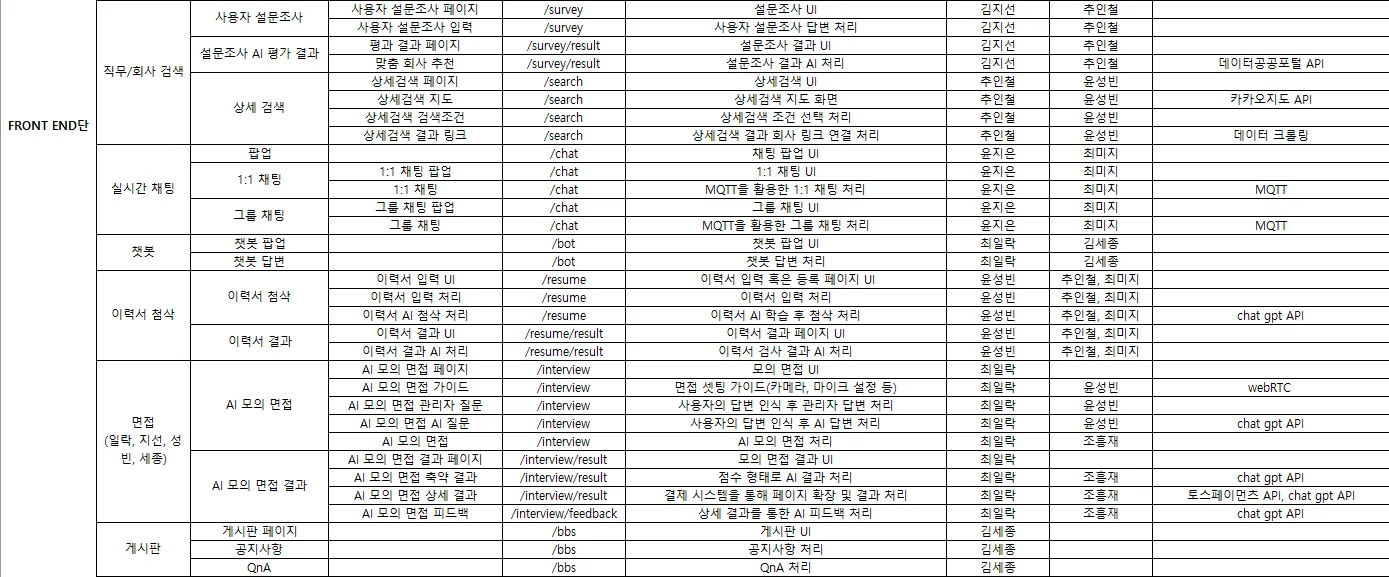 사용자 설문조사 페이지 /survey 설문조사 UI 김지선 추인철
사용자 설문조사
사용자 설문조사 입력 /survey 사용자 설문조사 답변 처리 김지선 추인철
평과 결과 페이지 /survey/result 설문조사 결과 UI 김지선 추인철
설문조사 AI 평가 결과
직무/회사 검색 맞춤 회사 추천 /survey/result 설문조사 결과 AI 처리 김지선 추인철 데이터공공포털 API
상세검색 페이지 /search 상세검색 UI 추인철 윤성빈
상세검색 지도 /search 상세검색 지도 화면 추인철 윤성빈 카카오지도 API
상세 검색
FRONT END단 상세검색 검색조건 /search 상세검색 조건 선택 처리 추인철 윤성빈
상세검색 결과 링크 /search 상세검색 결과 회사 링크 연결 처리 추인철 윤성빈 데이터 크롤링
팝업 /chat 채팅 팝업 UI 윤지은 최미지
1:1 채팅 팝업 /chat 1:1 채팅 UI 윤지은 최미지
1:1 채팅
실시간 채팅 1:1 채팅 /chat MQTT을 활용한 1:1 채팅 처리 윤지은 최미지 MQTT
그룹 채팅 팝업 /chat 그룹 채팅 UI 윤지은 최미지
그룹 채팅
그룹 채팅 /chat MQTT을 활용한 그룹 채팅 처리 윤지은 최미지 MQTT
챗봇 팝업 /bot 챗봇 팝업 UI 최일락 김세종
챗봇
챗봇 답변 /bot 챗봇 답변 처리 최일락 김세종
이력서 입력 UI /resume 이력서 입력 혹은 등록 페이지 UI 윤성빈 추인철, 최미지
이력서 첨삭 이력서 입력 처리 /resume 이력서 입력 처리 윤성빈 추인철, 최미지
이력서 첨삭 이력서 AI 첨삭 처리 /resume 이력서 AI 학습 후 첨삭 처리 윤성빈 추인철, 최미지 chat gpt API
이력서 결과 UI /resume/result 이력서 결과 페이지 UI 윤성빈 추인철, 최미지
이력서 결과
이력서 결과 AI 처리 /resume/result 이력서 검사 결과 AI 처리 윤성빈 추인철, 최미지
AI 모의 면접 페이지 /interview 모의 면접 UI 최일락
AI 모의 면접 가이드 /interview 면접 셋팅 가이드(카메라, 마이크 설정 등) 최일락 윤성빈 webRTC
AI 모의 면접 AI 모의 면접 관리자 질문 /interview 사용자의 답변 인식 후 관리자 답변 처리 최일락 윤성빈
면접 AI 모의 면접 AI 질문 /interview 사용자의 답변 인식 후 AI 답변 처리 최일락 윤성빈 chat gpt API
(일락, 지선, 성 AI 모의 면접 /interview AI 모의 면접 처리 최일락 조흥재
빈, 세종) AI 모의 면접 결과 페이지 /interview/result 모의 면접 결과 UI 최일락
AI 모의 면접 축약 결과 /interview/result 점수 형태로 AI 결과 처리 최일락 조흥재 chat gpt API
AI 모의 면접 결과
AI 모의 면접 상세 결과 /interview/result 결제 시스템을 통해 페이지 확장 및 결과 처리 최일락 조흥재 토스페이먼츠 API, chat gpt API
AI 모의 면접 피드백 /interview/feedback 상세 결과를 통한 AI 피드백 처리 최일락 조흥재 chat gpt API
게시판 페이지 /bbs 게시판 UI 김세종
게시판 공지사항 /bbs 공지사항 처리 김세종
QnA /bbs QnA 처리 김세종